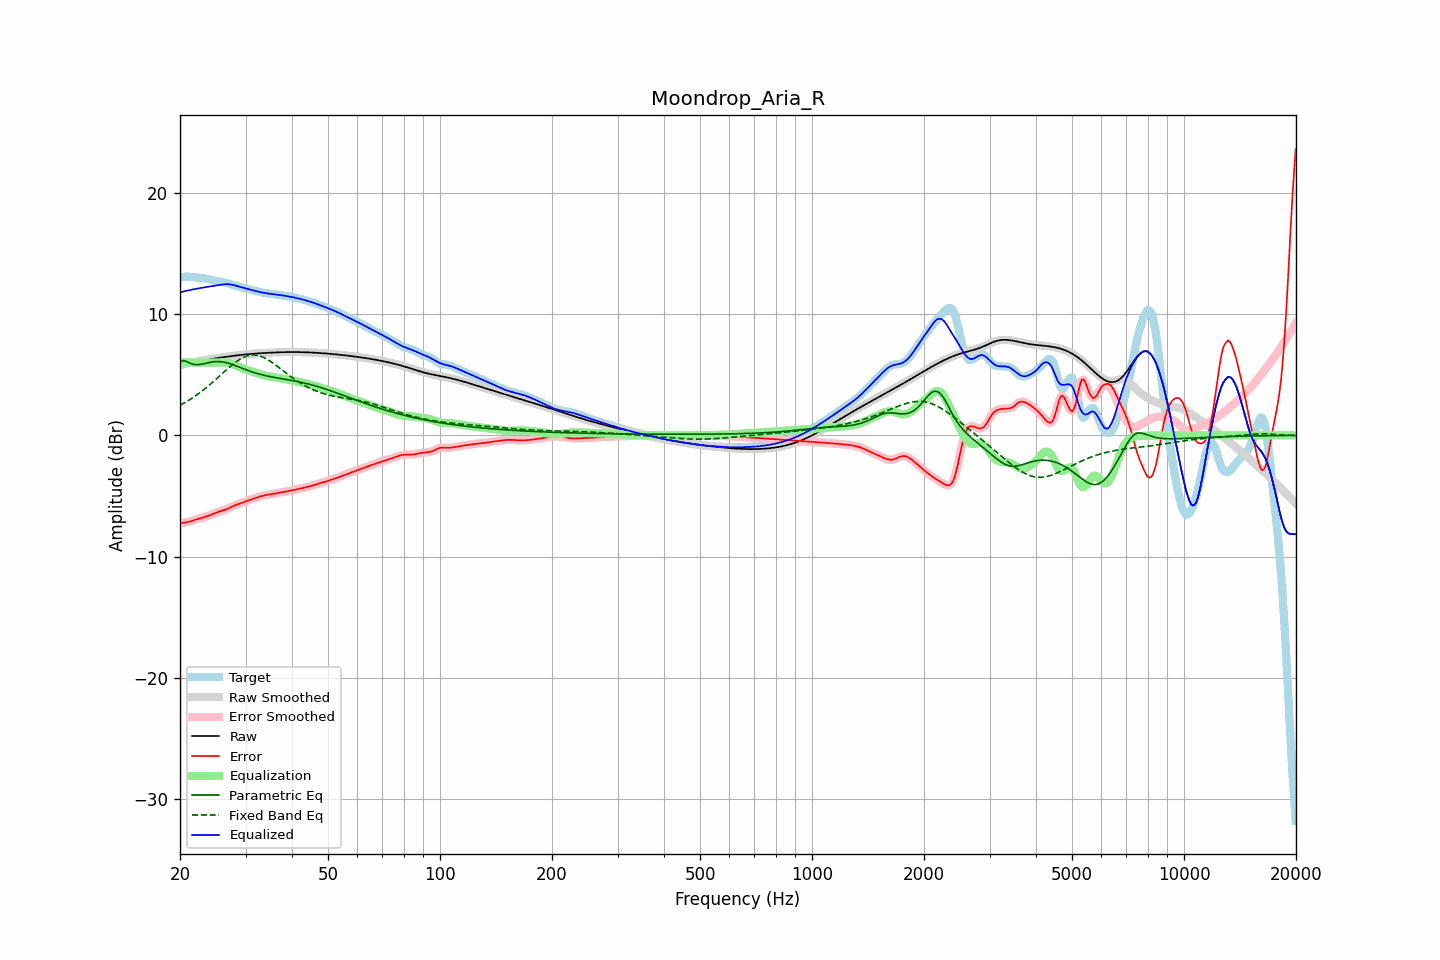 Moondrop_Aria_R
Amplitude (dBr)
20
10
0
−10
−20
−30
Target
Raw Smoothed
Error Smoothed
Raw
Error
Equalization
Parametric Eq
Fixed Band Eq
Equalized
20 50 100 200 500 1000 2000 5000 10000 20000
Frequency (Hz)